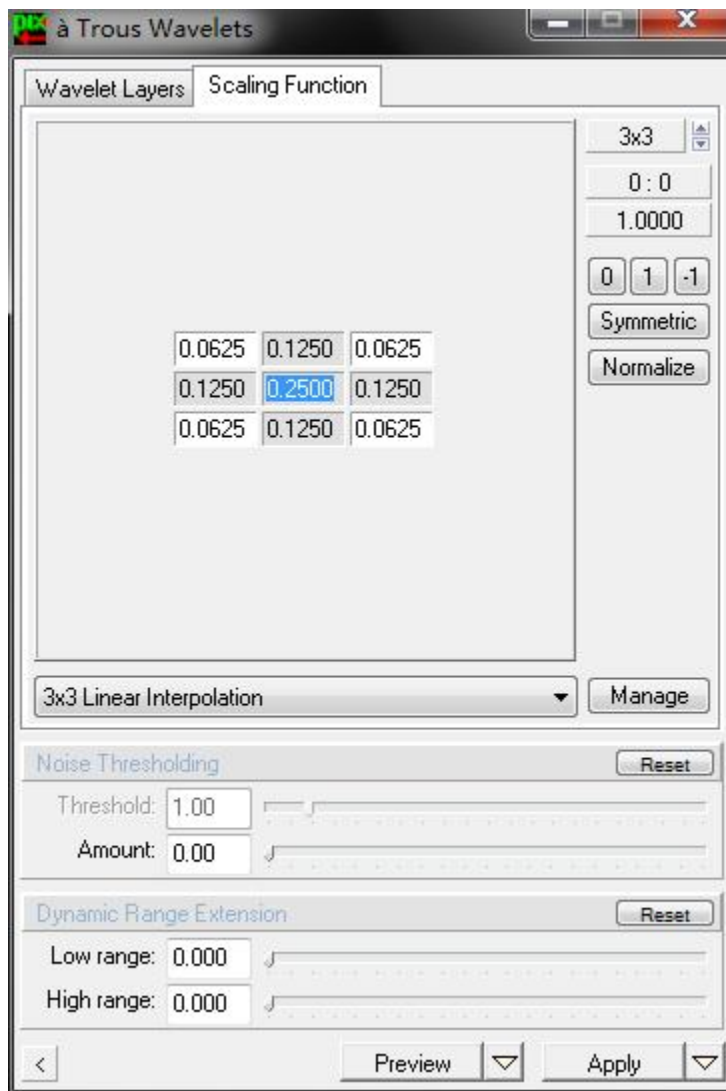 pix
à Trous Wavelets
Wavelet Layers Scaling Function
3x3
0 : 0
1.0000
0 1 -1
Symmetric
Normalize
0.0625 0.1250 0.0625
0.1250 0.2500 0.1250
0.0625 0.1250 0.0625
3x3 Linear Interpolation Manage
Noise Thresholding Reset
Threshold: 1.00
Amount: 0.00
Dynamic Range Extension Reset
Low range: 0.000
High range: 0.000
< Preview Apply